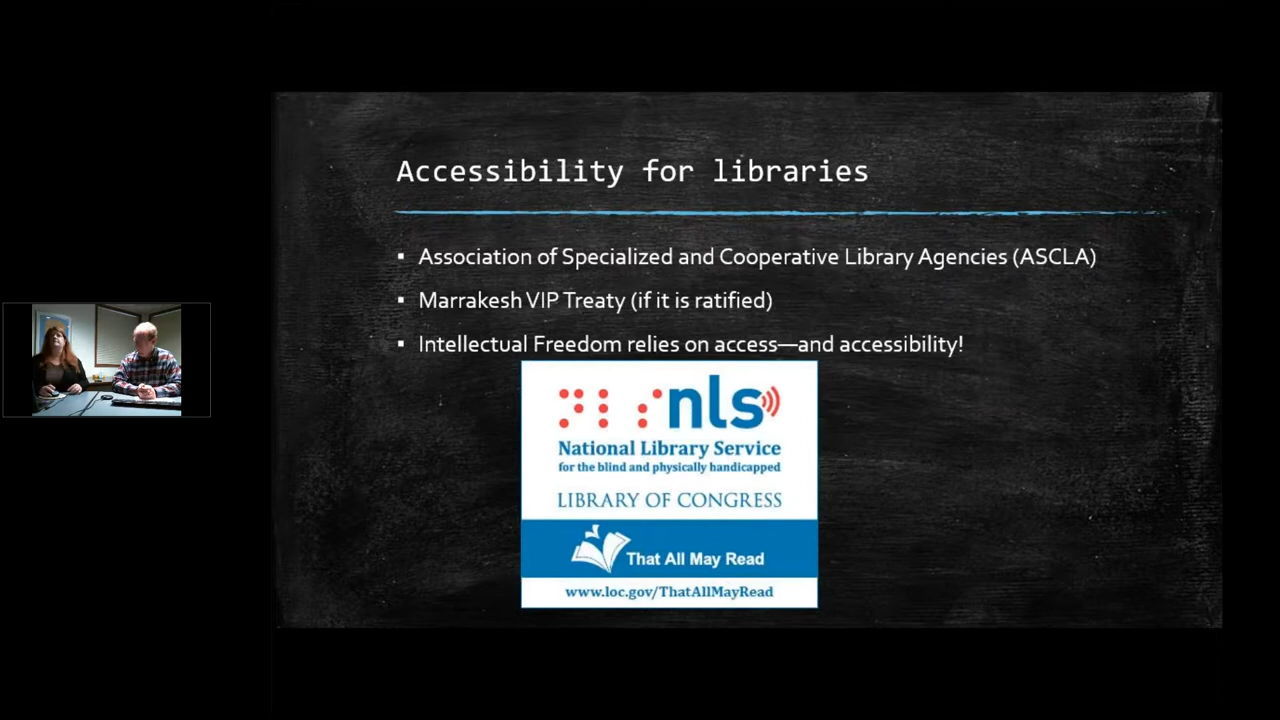 Accessibility for libraries
▪ Association of Specialized and Cooperative Library Agencies (ASCLA)
▪ Marrakesh VIP Treaty (if it is ratified)
▪ Intellectual Freedom relies on access—and accessibility!
nls
National Library Service
for the blind and physically handicapped
LIBRARY OF CONGRESS
That All May Read
www.loc.gov/ThatAllMayRead